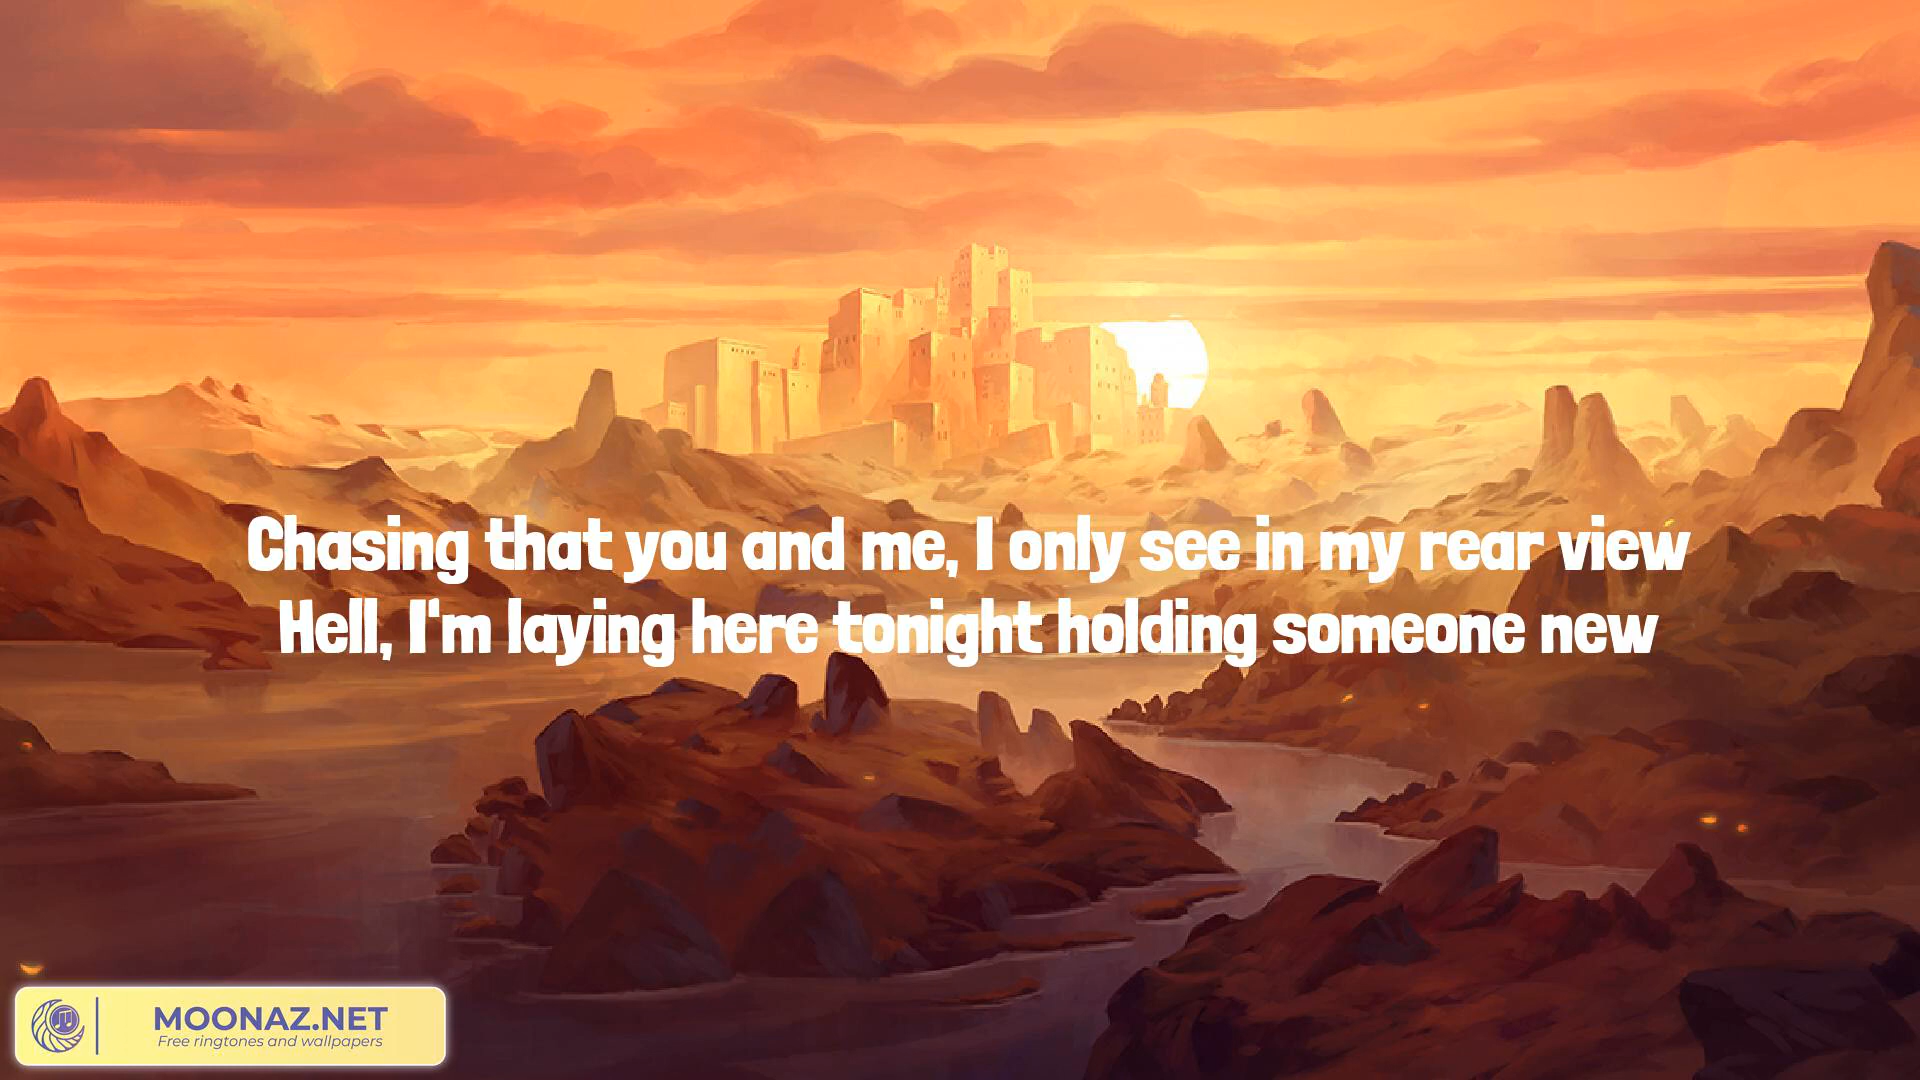 Chasing that you and me, I only see in my rear view
Hell, I'm laying here tonight holding someone new
MOONAZ.NET
Free ringtones and wallpapers